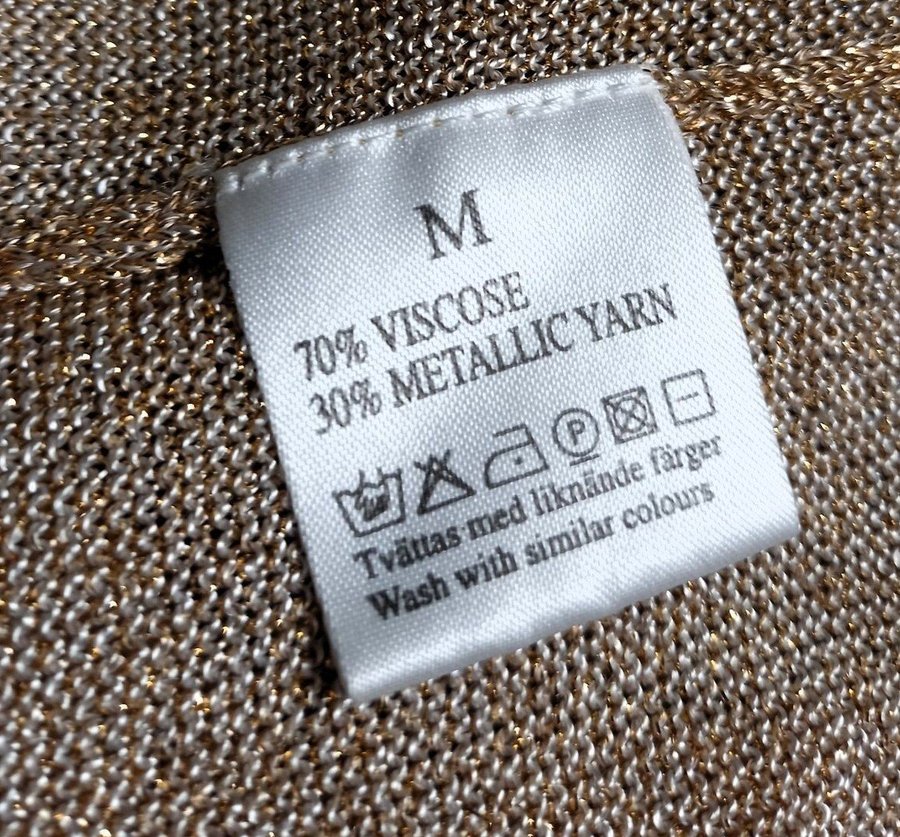 M
70% VISCOSE
30% METALLIC YARN
P
Tvättas med liknände färger
Wash with similar colours